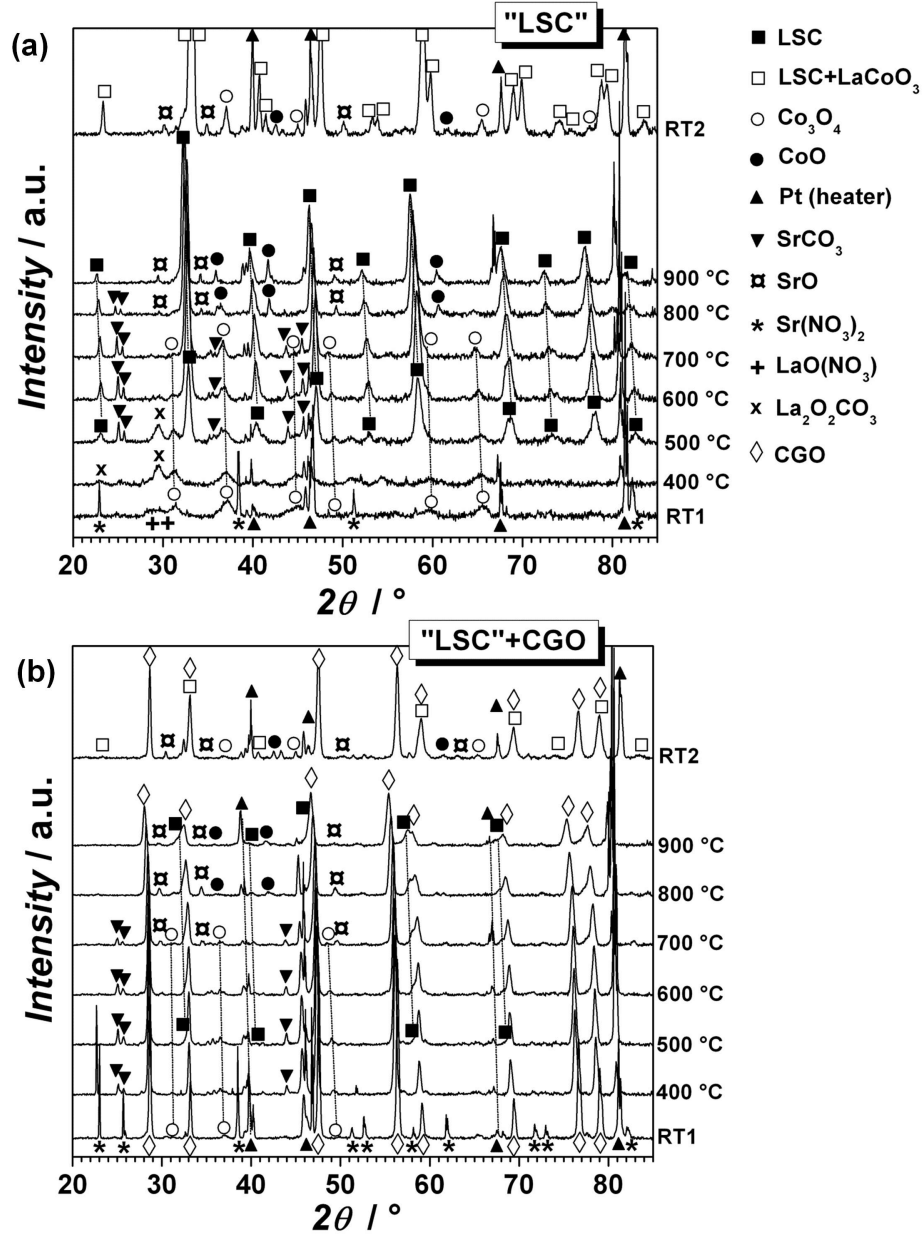 (a)
"LSC"
Intensity / a.u.
RT2
900 °C
800 °C
700 °C
600 °C
500 °C
400 °C
RT1
20 30 40 50 60 70 80
2θ / °
LSC
LSC+LaCoO₃
Co₃O₄
CoO
Pt (heater)
SrCO₃
SrO
Sr(NO₃)₂
LaO(NO₃)
La₂O₂CO₃
CGO
(b)
"LSC"+CGO
Intensity / a.u.
RT2
900 °C
800 °C
700 °C
600 °C
500 °C
400 °C
RT1
20 30 40 50 60 70 80
2θ / °